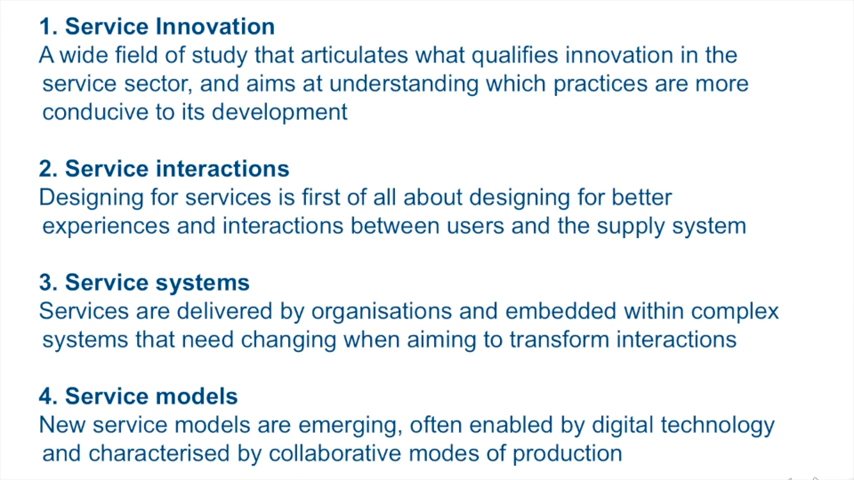 1. Service Innovation
A wide field of study that articulates what qualifies innovation in the
service sector, and aims at understanding which practices are more
conducive to its development
2. Service interactions
Designing for services is first of all about designing for better
experiences and interactions between users and the supply system
3. Service systems
Services are delivered by organisations and embedded within complex
systems that need changing when aiming to transform interactions
4. Service models
New service models are emerging, often enabled by digital technology
and characterised by collaborative modes of production